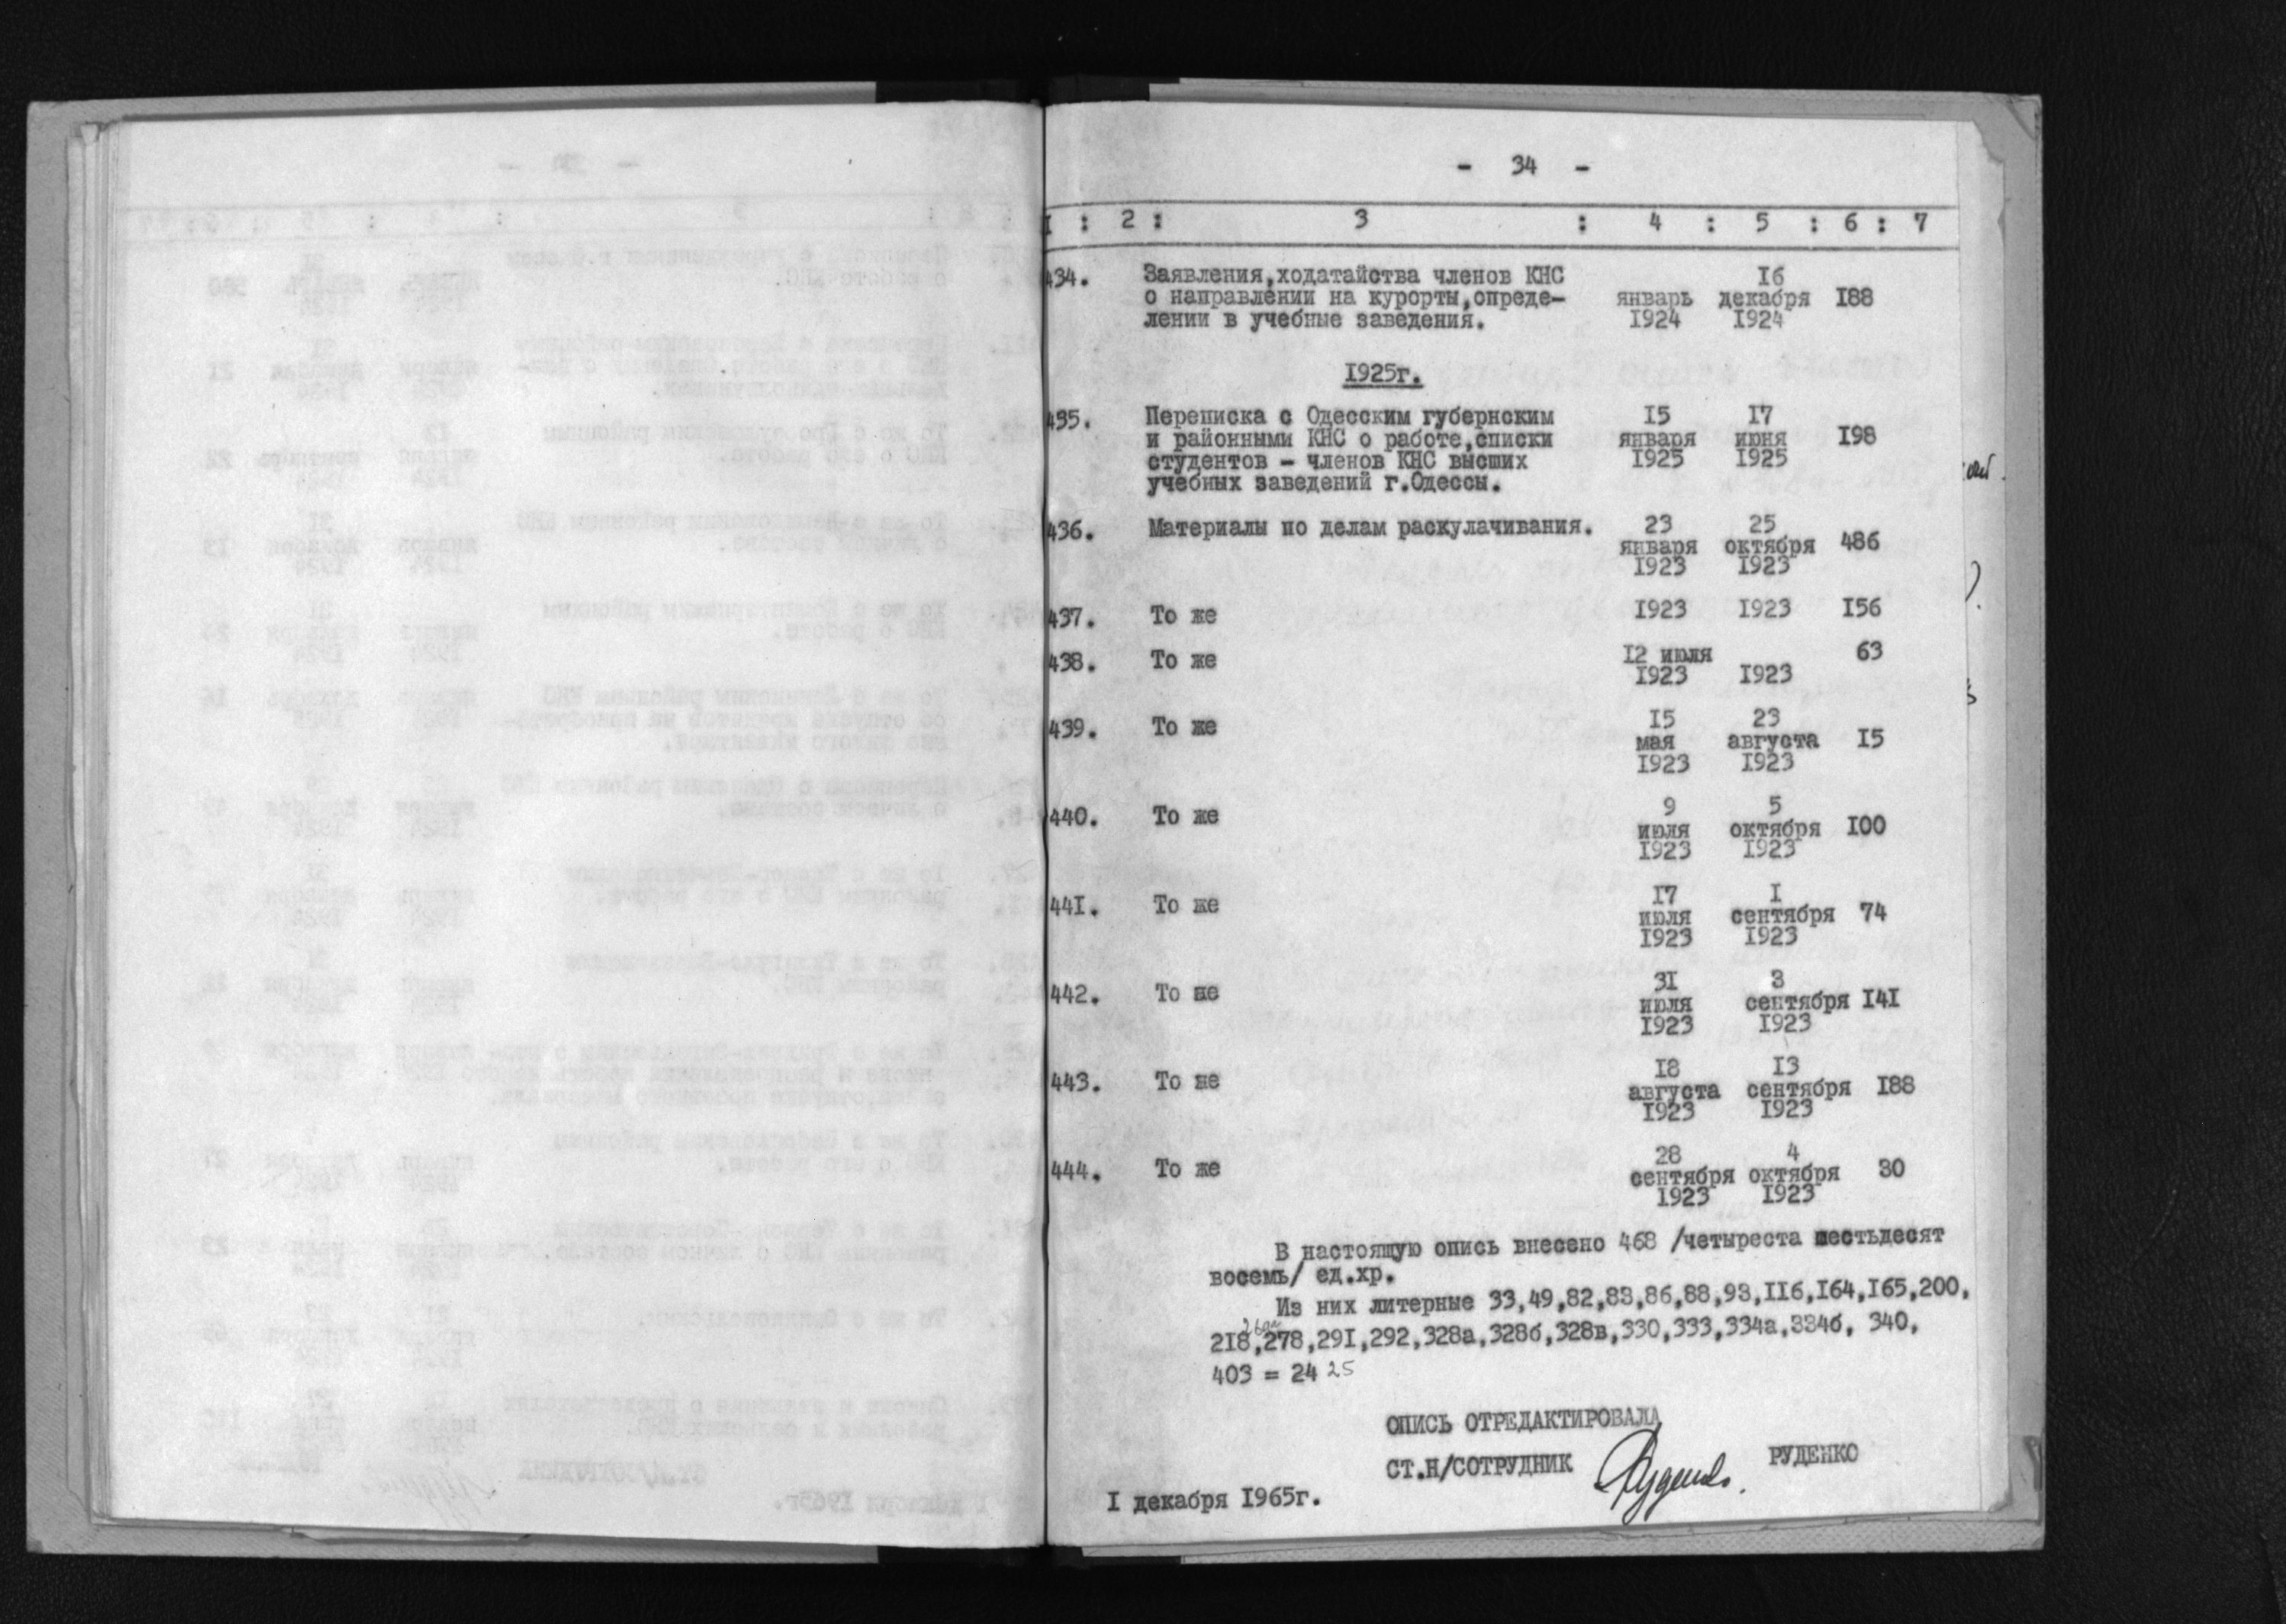 - 34 -
1 : 2 : 3 : 4 : 5 : 6 : 7
434. Заявления,ходатайства членов КНС 16
о направлении на курорты,опреде- январь декабря 188
лении в учебные заведения. 1924 1924
1925г.
435. Переписка с Одесским губернским 15 17
и районными КНС о работе,списки января июня 198
студентов - членов КНС высших 1925 1925
учебных заведений г.Одессы.
436. Материалы по делам раскулачивания. 23 25
января октября 486
1923 1923
437. То же 1923 1923 156
438. То же 12 июля 63
1923 1923
439. То же 15 23
мая августа 15
1923 1923
440. То же 9 5
июля октября 100
1923 1923
441. То же 17 1
июля сентября 74
1923 1923
442. То же 31 3
июля сентября 141
1923 1923
443. То же 18 13
августа сентября 188
1923 1923
444. То же 28 4
сентября октября 30
1923 1923
В настоящую опись внесено 468 /четыреста шестьдесят
восемь/ ед.хр.
Из них литерные 33,49,82,83,86,88,93,116,164,165,200,
218,278,291,292,328а,328б,328в,330,333,334а,334б, 340,
403 = 24 25
ОПИСЬ ОТРЕДАКТИРОВАЛА
СТ.Н/СОТРУДНИК Руденко. РУДЕНКО
1 декабря 1965г.